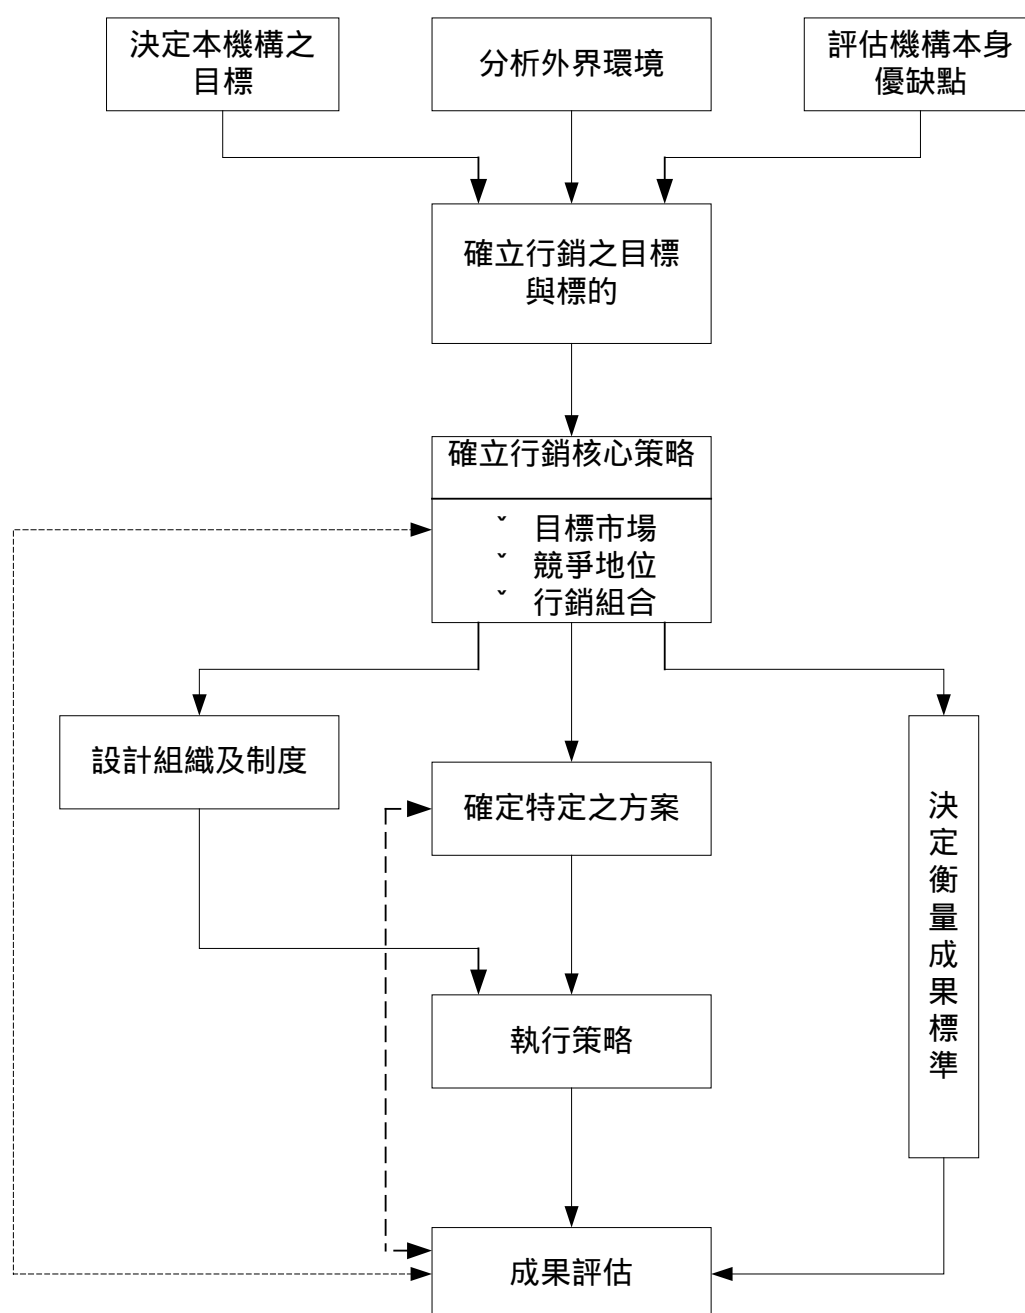 決定本機構之
目標
分析外界環境
評估機構本身
優缺點
確立行銷之目標
與標的
確立行銷核心策略
ˇ 目標市場
ˇ 競爭地位
ˇ 行銷組合
設計組織及制度
確定特定之方案
決定衡量成果標準
執行策略
成果評估